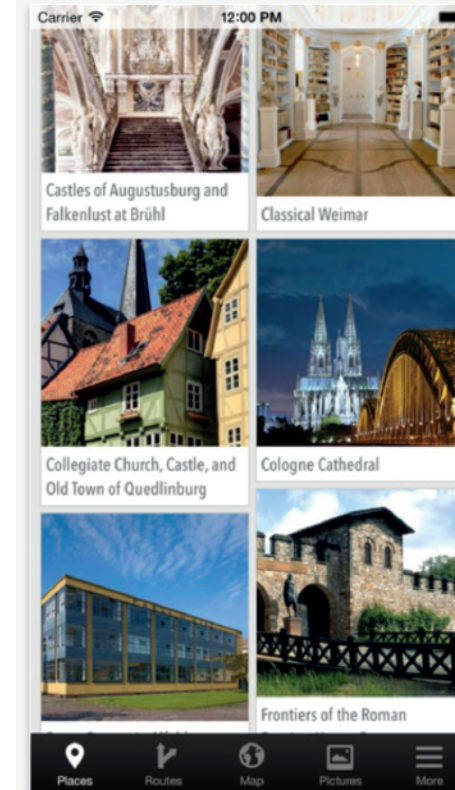 Carrier 12:00 PM
Castles of Augustusburg and
Falkenlust at Brühl
Classical Weimar
Collegiate Church, Castle, and
Old Town of Quedlinburg
Cologne Cathedral
Frontiers of the Roman
Places
Routes
Map
Pictures
More